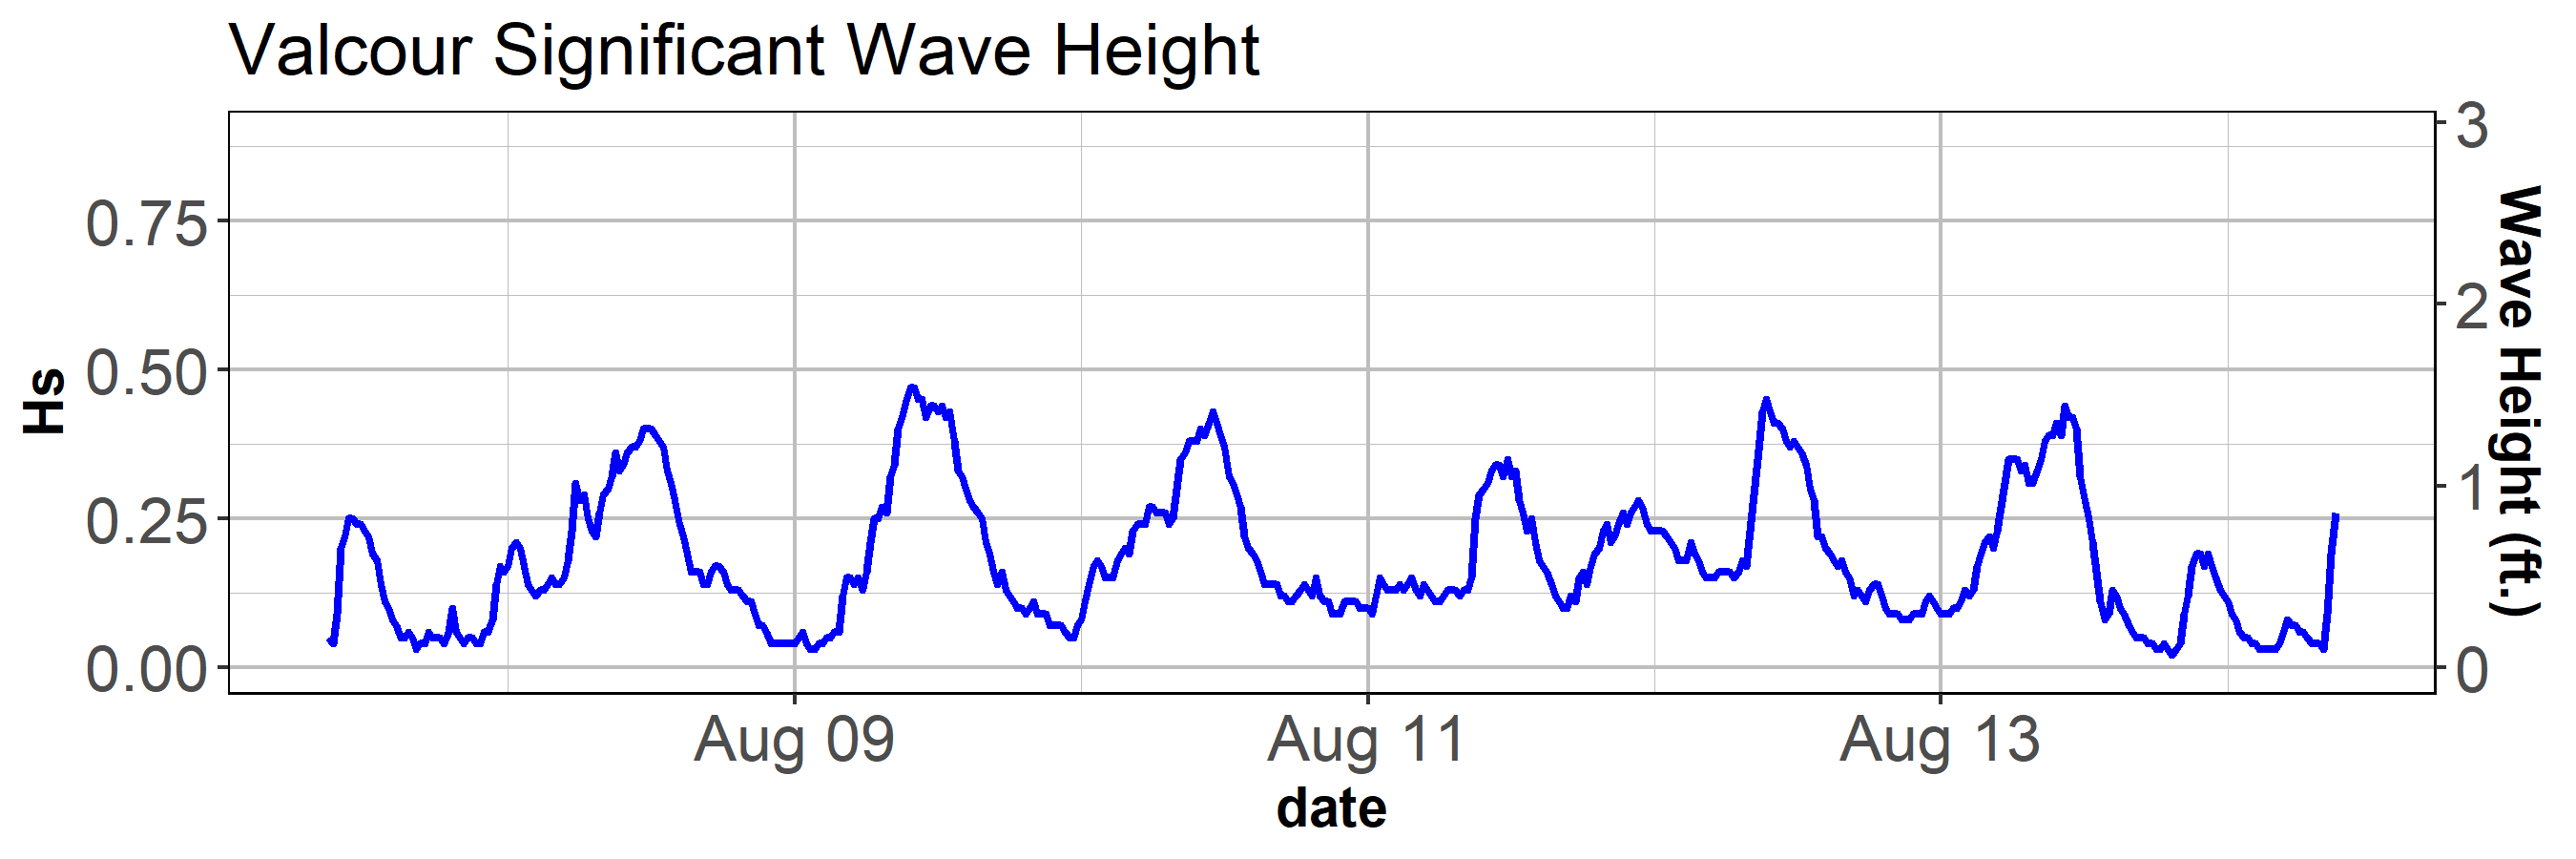 Valcour Significant Wave Height
Hs
0.75
0.50
0.25
0.00
3
2
1
0
Wave Height (ft.)
Aug 09
Aug 11
Aug 13
date